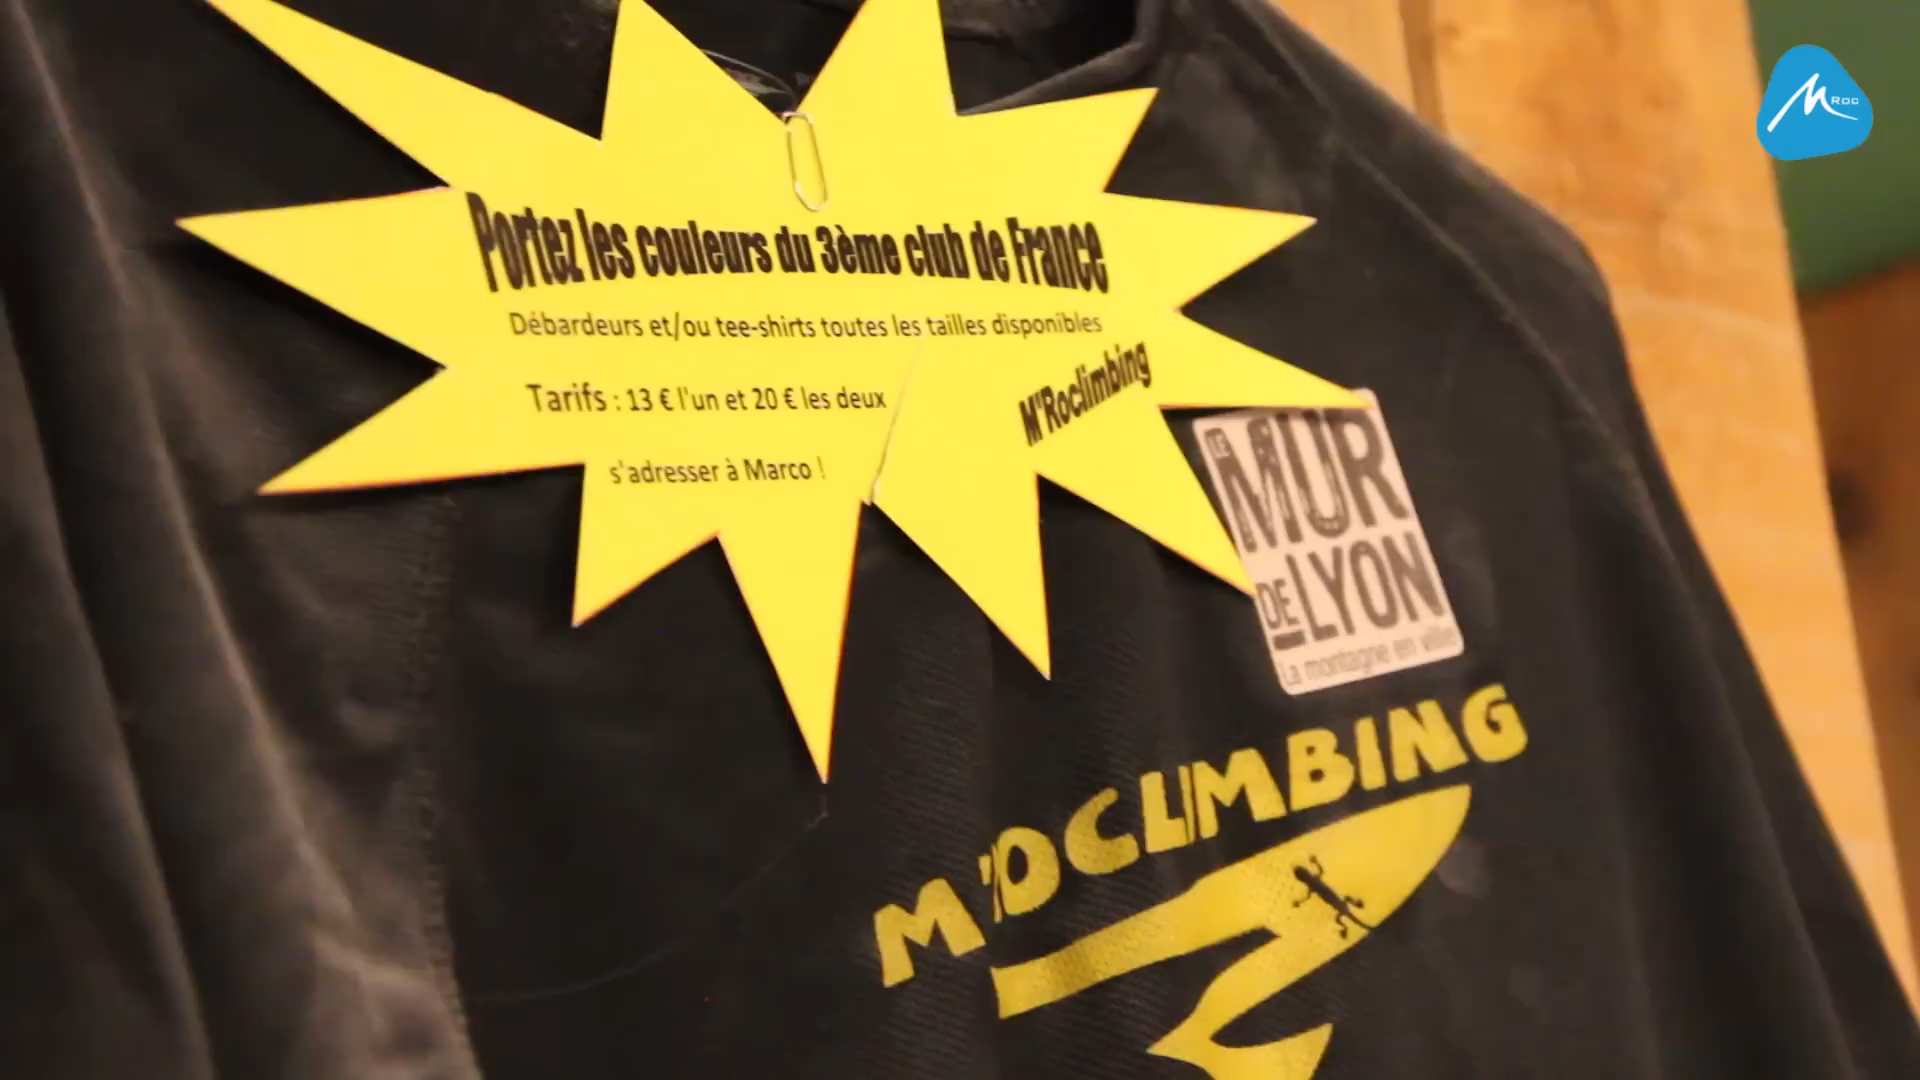 M Roc
Portez les couleurs du 3ème club de France
Débardeurs et/ou tee-shirts toutes les tailles disponibles
Tarifs : 13 € l'un et 20 € les deux
M'Roclimbing
s'adresser à Marco !
LE
MUR
DE LYON
La montagne en ville
M'OCLIMBING